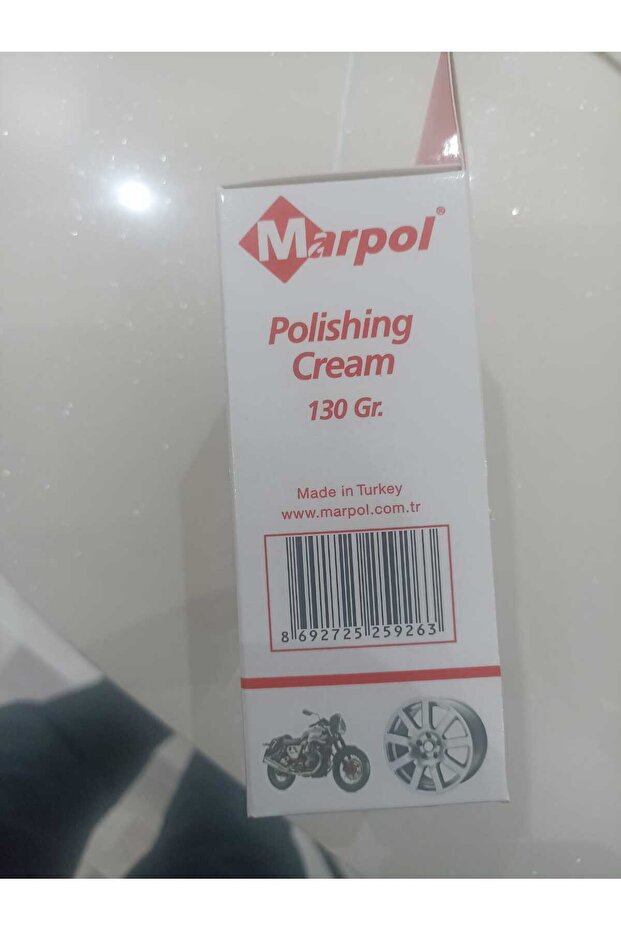 Marpol®
Polishing
Cream
130 Gr.
Made in Turkey
www.marpol.com.tr
8 692725 259263